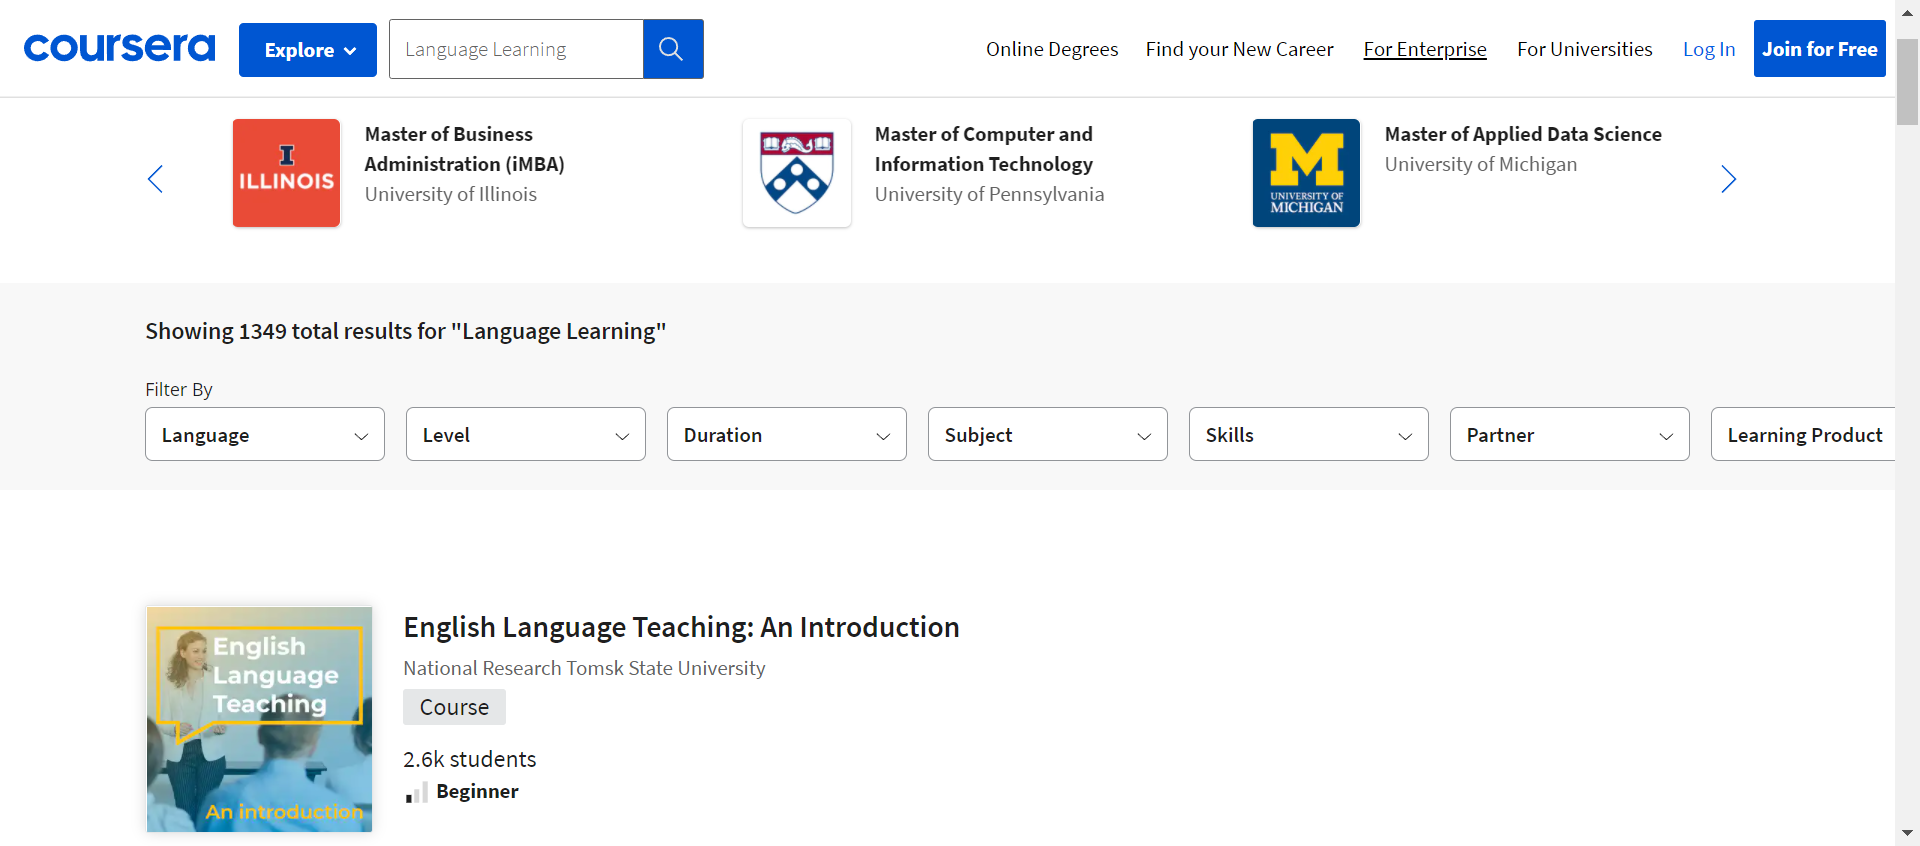 coursera
Explore
Language Learning
Online Degrees
Find your New Career
For Enterprise
For Universities
Log In
Join for Free
I
ILLINOIS
Master of Business
Administration (iMBA)
University of Illinois
Master of Computer and
Information Technology
University of Pennsylvania
M
UNIVERSITY OF
MICHIGAN
Master of Applied Data Science
University of Michigan
Showing 1349 total results for "Language Learning"
Filter By
Language
Level
Duration
Subject
Skills
Partner
Learning Product
English
Language
Teaching
An introduction
English Language Teaching: An Introduction
National Research Tomsk State University
Course
2.6k students
Beginner